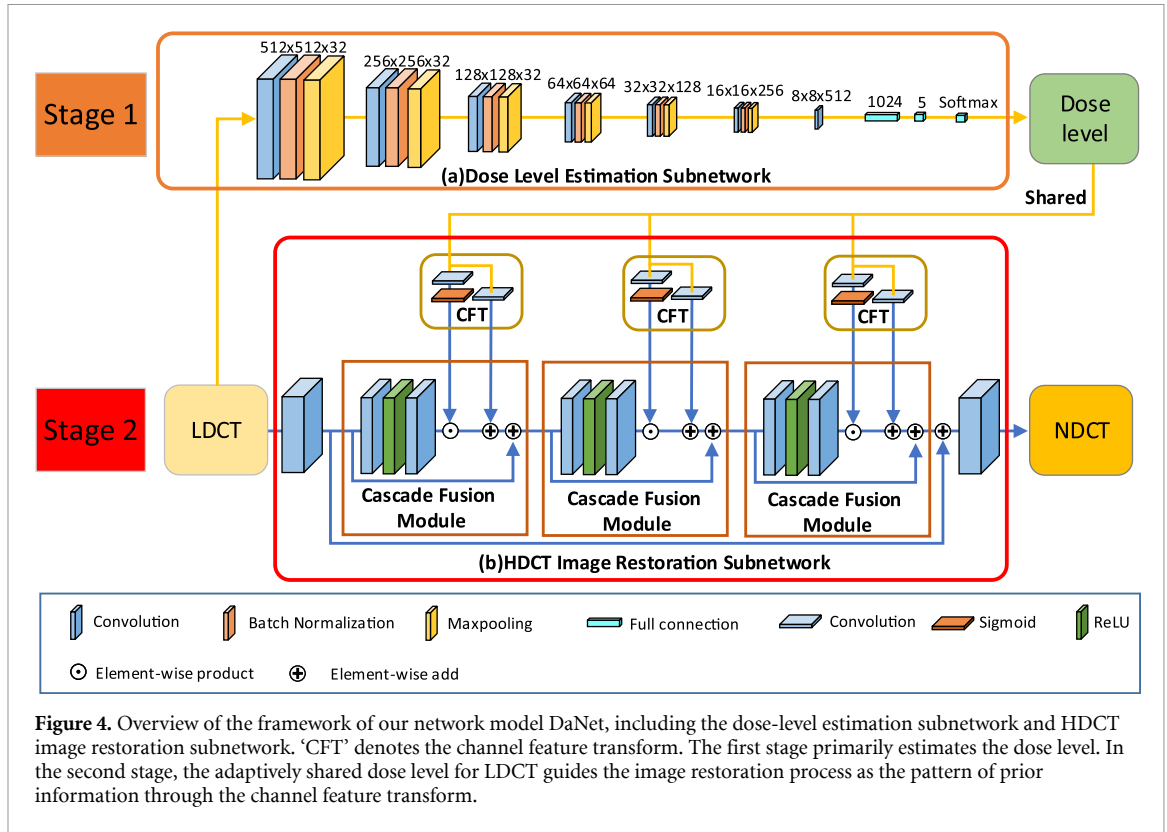 Stage 1
512x512x32
256x256x32
128x128x32
64x64x64
32x32x128
16x16x256
8x8x512
1024
5
Softmax
Dose
level
(a)Dose Level Estimation Subnetwork
Shared
CFT
CFT
CFT
Stage 2
LDCT
NDCT
Cascade Fusion
Module
Cascade Fusion
Module
Cascade Fusion
Module
(b)HDCT Image Restoration Subnetwork
Convolution
Batch Normalization
Maxpooling
Full connection
Convolution
Sigmoid
ReLU
Element-wise product
Element-wise add
Figure 4. Overview of the framework of our network model DaNet, including the dose-level estimation subnetwork and HDCT
image restoration subnetwork. ‘CFT’ denotes the channel feature transform. The first stage primarily estimates the dose level. In
the second stage, the adaptively shared dose level for LDCT guides the image restoration process as the pattern of prior
information through the channel feature transform.